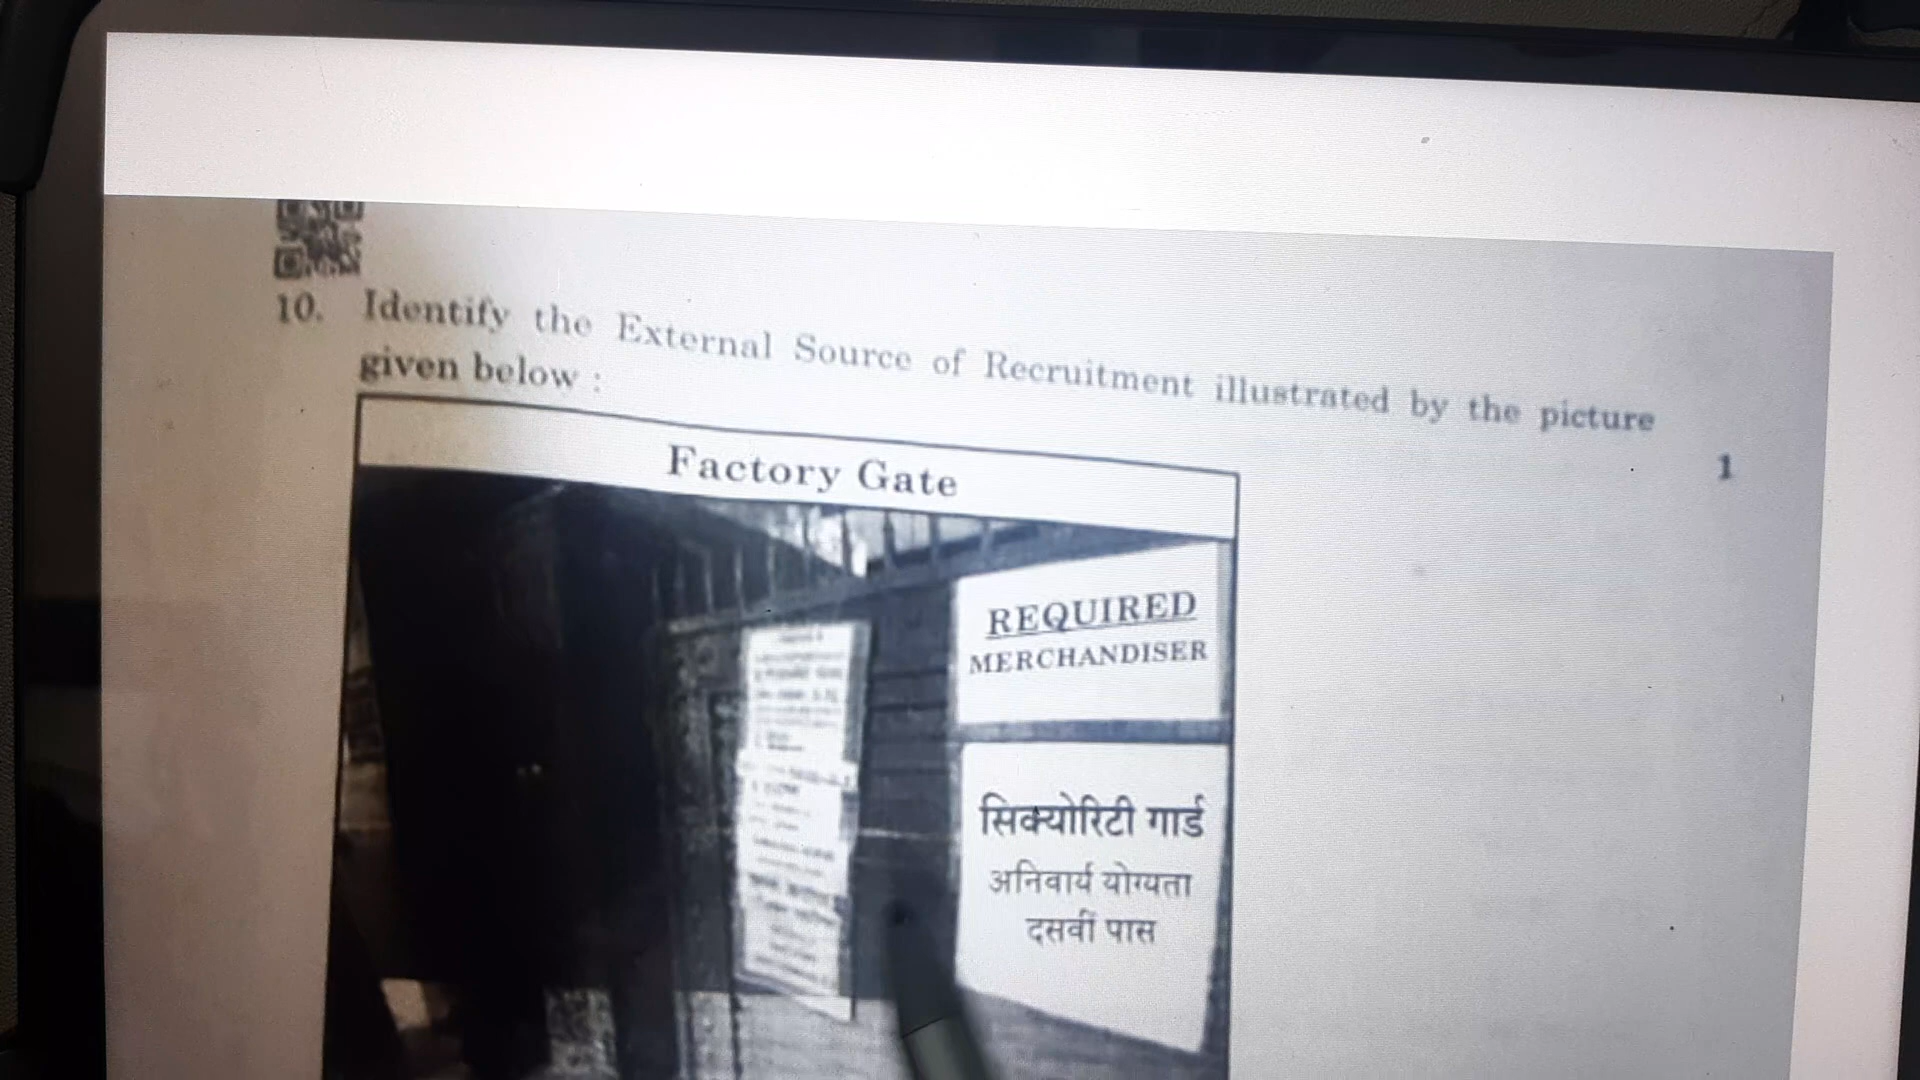 10. Identify the External Source of Recruitment illustrated by the picture
given below :
1
Factory Gate
REQUIRED
MERCHANDISER
सिक्योरिटी गार्ड
अनिवार्य योग्यता
दसवीं पास